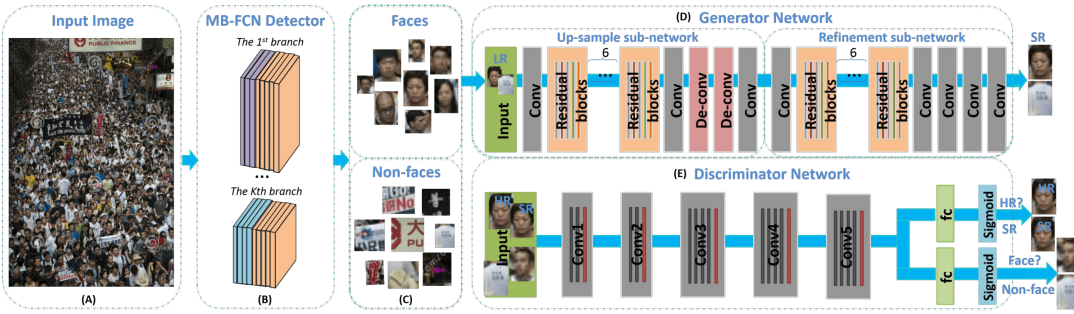 Input Image
PUBLIC FINANCE
(A)
MB-FCN Detector
The 1st branch
...
The Kth branch
(B)
Faces
Non-faces
(C)
(D) Generator Network
Up-sample sub-network
Refinement sub-network
LR
Input
Conv
Residual blocks
6
...
Residual blocks
Conv
De-conv
De-conv
Conv
Conv
Residual blocks
6
...
Residual blocks
Conv
Conv
Conv
Conv
SR
(E) Discriminator Network
HR
SR
Input
Conv1
Conv2
Conv3
Conv4
Conv5
fc
Sigmoid
HR?
SR
HR
SR
fc
Sigmoid
Face?
Non-face